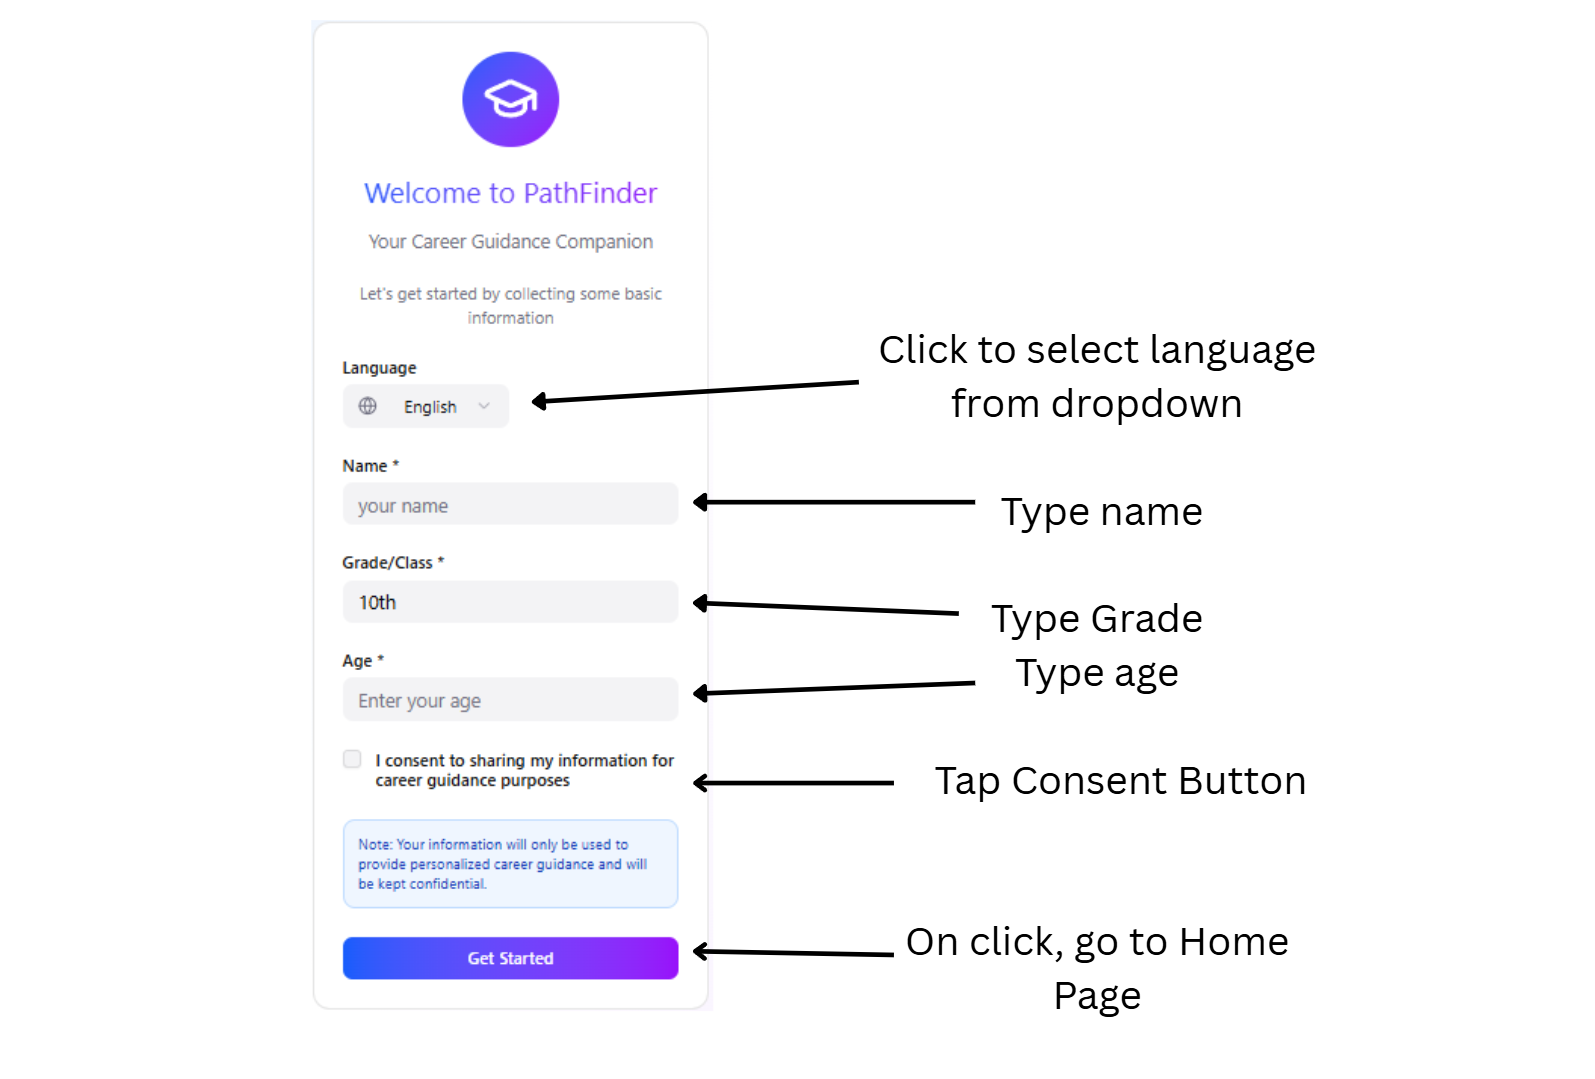 Welcome to PathFinder
Your Career Guidance Companion
Let's get started by collecting some basic
information
Language
English
Click to select language
from dropdown
Name *
your name
Type name
Grade/Class *
10th
Type Grade
Age *
Enter your age
Type age
I consent to sharing my information for
career guidance purposes
Tap Consent Button
Note: Your information will only be used to
provide personalized career guidance and will
be kept confidential.
Get Started
On click, go to Home
Page